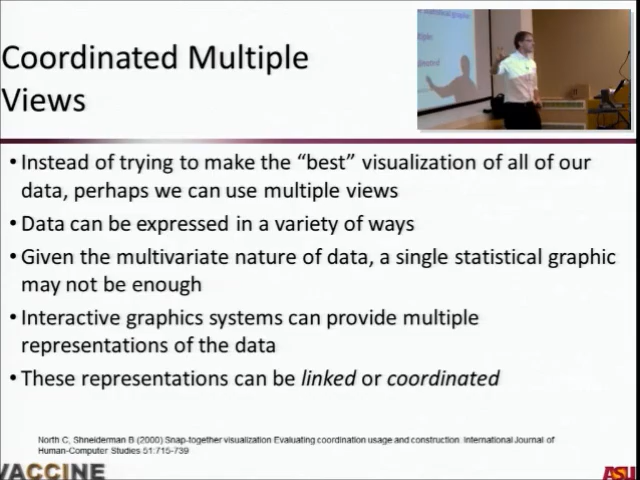 Coordinated Multiple
Views
• Instead of trying to make the “best” visualization of all of our
data, perhaps we can use multiple views
• Data can be expressed in a variety of ways
• Given the multivariate nature of data, a single statistical graphic
may not be enough
• Interactive graphics systems can provide multiple
representations of the data
• These representations can be linked or coordinated
North C, Shneiderman B (2000) Snap-together visualization Evaluating coordination usage and construction. International Journal of
Human-Computer Studies 51:715-739
VACCINE
ASU